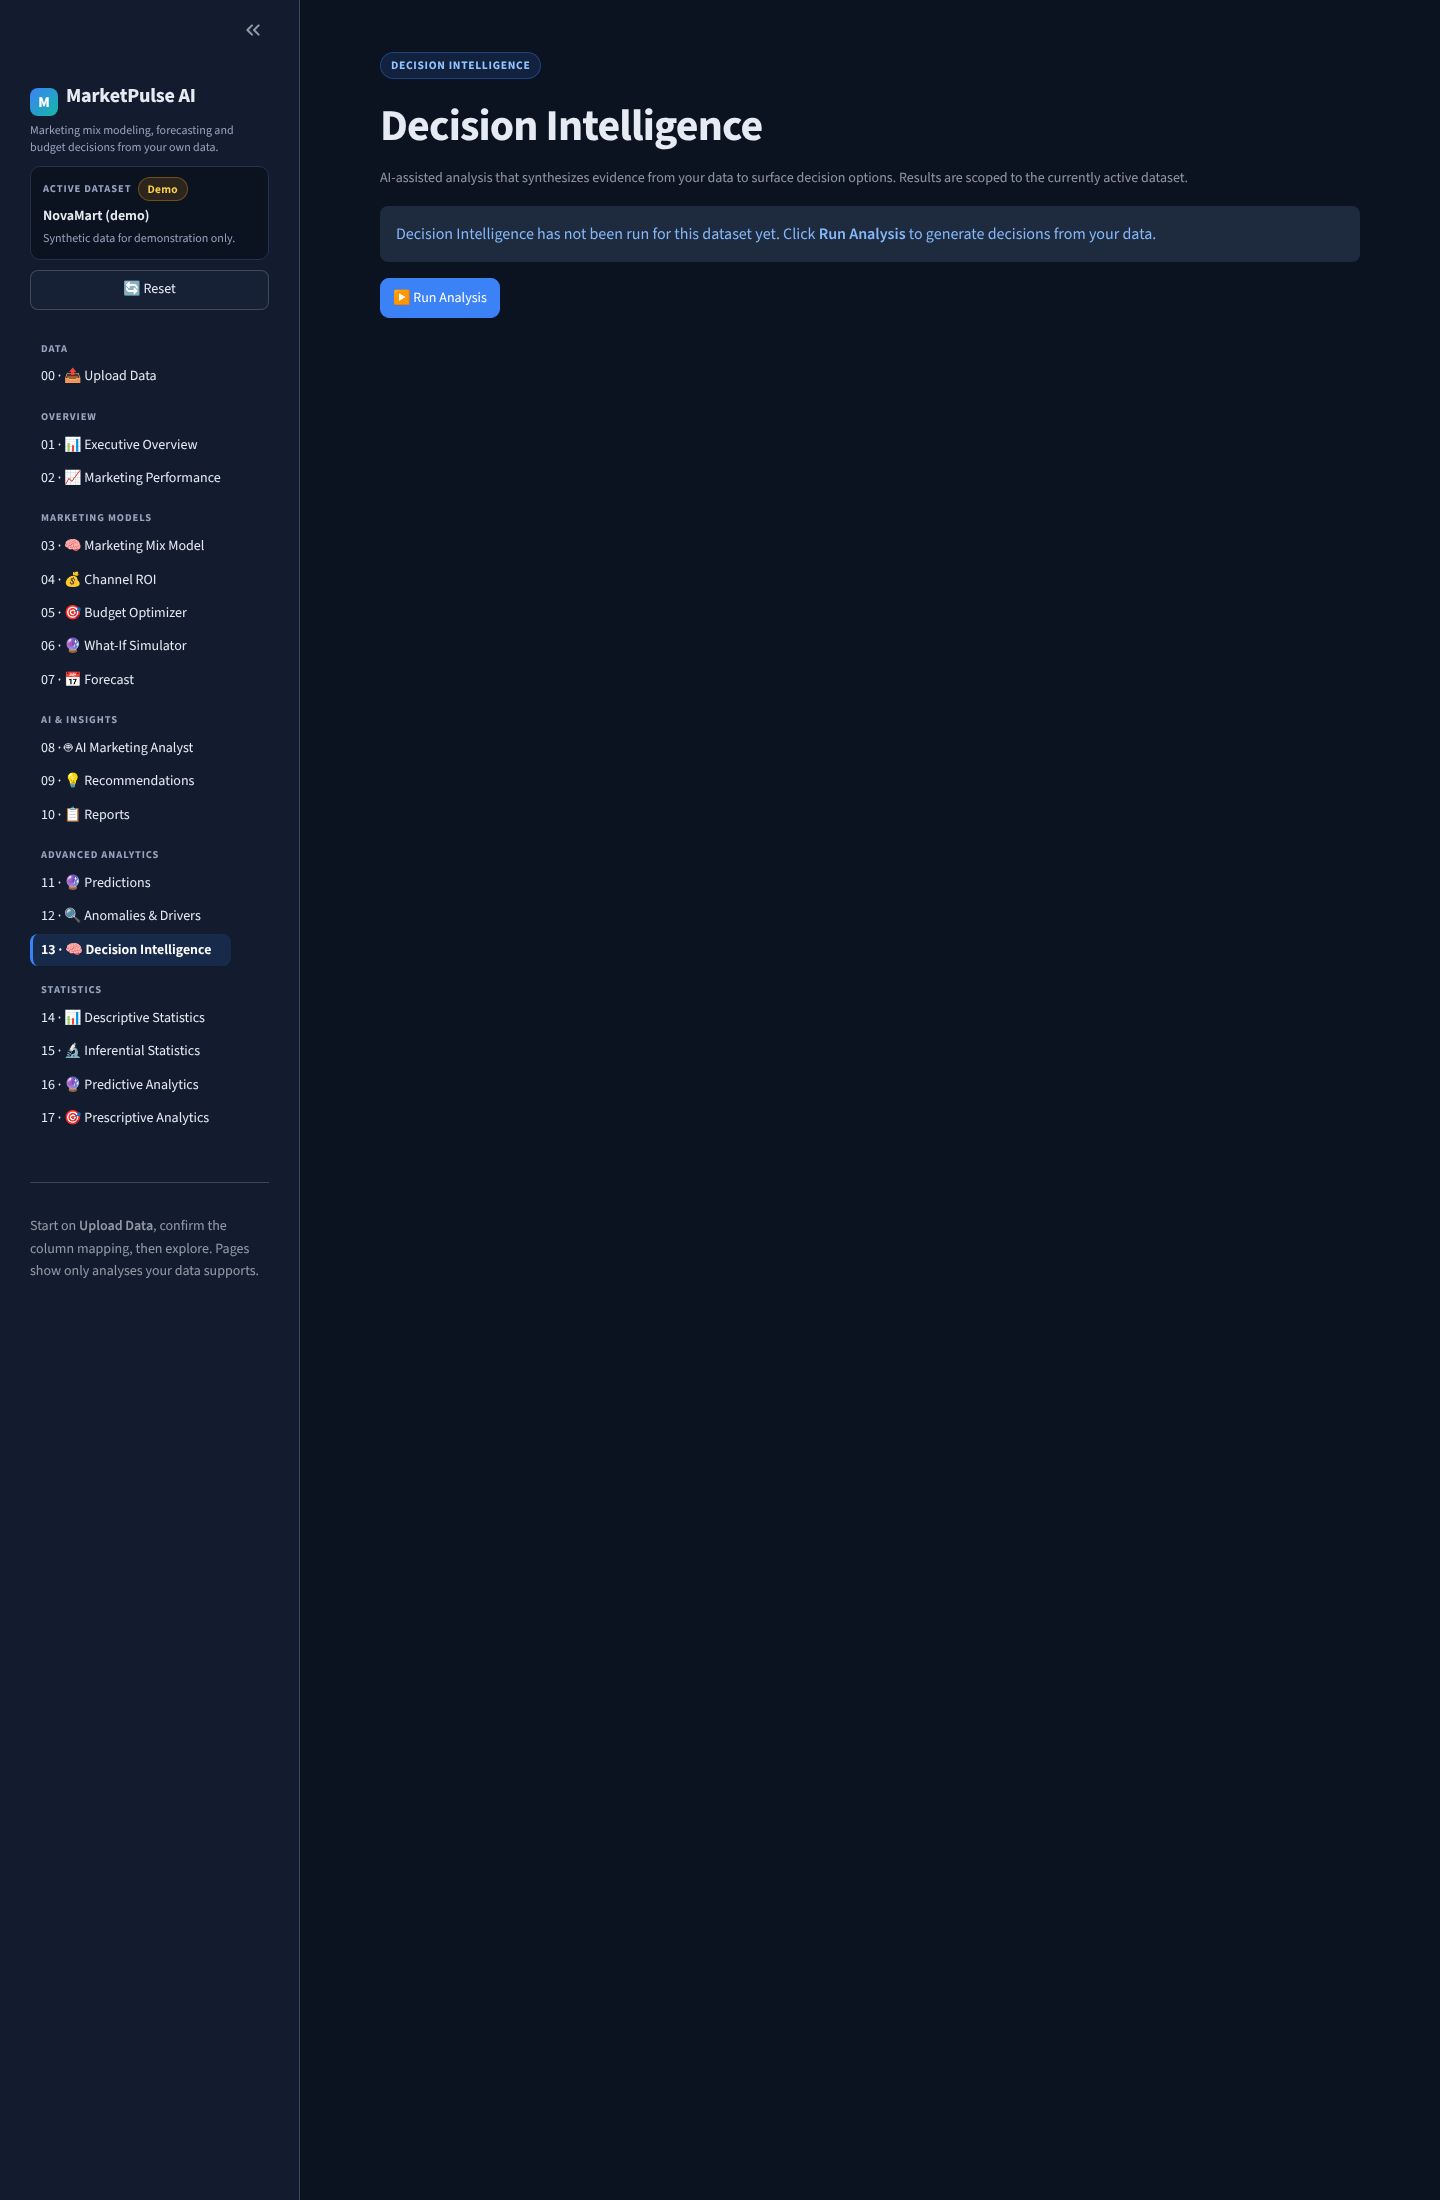 M MarketPulse AI
Marketing mix modeling, forecasting and
budget decisions from your own data.
ACTIVE DATASET Demo
NovaMart (demo)
Synthetic data for demonstration only.
🔄 Reset
DATA
00 · 📤 Upload Data
OVERVIEW
01 · 📊 Executive Overview
02 · 📈 Marketing Performance
MARKETING MODELS
03 · 🧠 Marketing Mix Model
04 · 💰 Channel ROI
05 · 🎯 Budget Optimizer
06 · 🔮 What-If Simulator
07 · 📅 Forecast
AI & INSIGHTS
08 · AI Marketing Analyst
09 · 💡 Recommendations
10 · 📋 Reports
ADVANCED ANALYTICS
11 · 🔮 Predictions
12 · 🔍 Anomalies & Drivers
13 · 🧠 Decision Intelligence
STATISTICS
14 · 📊 Descriptive Statistics
15 · 🔬 Inferential Statistics
16 · 🔮 Predictive Analytics
17 · 🎯 Prescriptive Analytics
Start on Upload Data, confirm the
column mapping, then explore. Pages
show only analyses your data supports.
DECISION INTELLIGENCE
Decision Intelligence
AI-assisted analysis that synthesizes evidence from your data to surface decision options. Results are scoped to the currently active dataset.
Decision Intelligence has not been run for this dataset yet. Click Run Analysis to generate decisions from your data.
▶️ Run Analysis